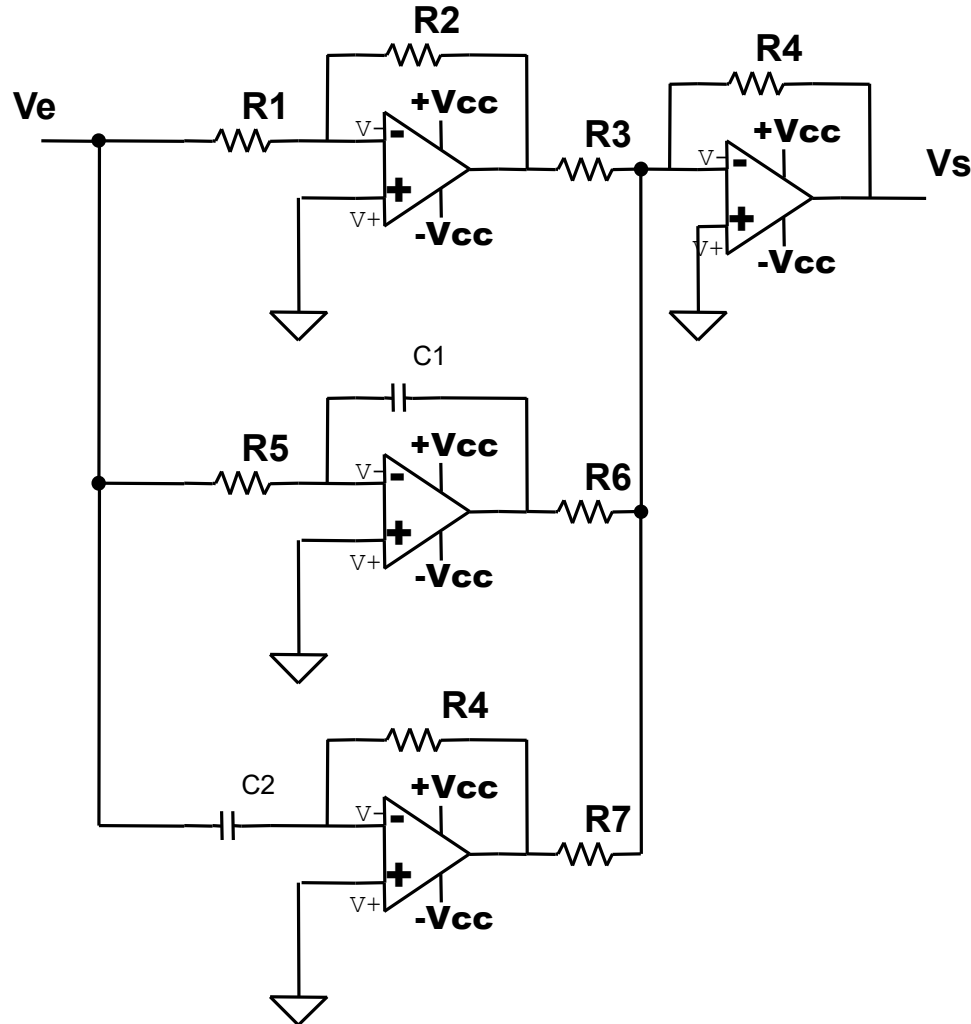 R2
R4
Ve
R1
+Vcc
V-
-
R3
+Vcc
V-
-
Vs
+
V+
-Vcc
+
V+
-Vcc
C1
R5
+Vcc
V-
-
R6
+
V+
-Vcc
R4
C2
+Vcc
V-
-
R7
+
V+
-Vcc